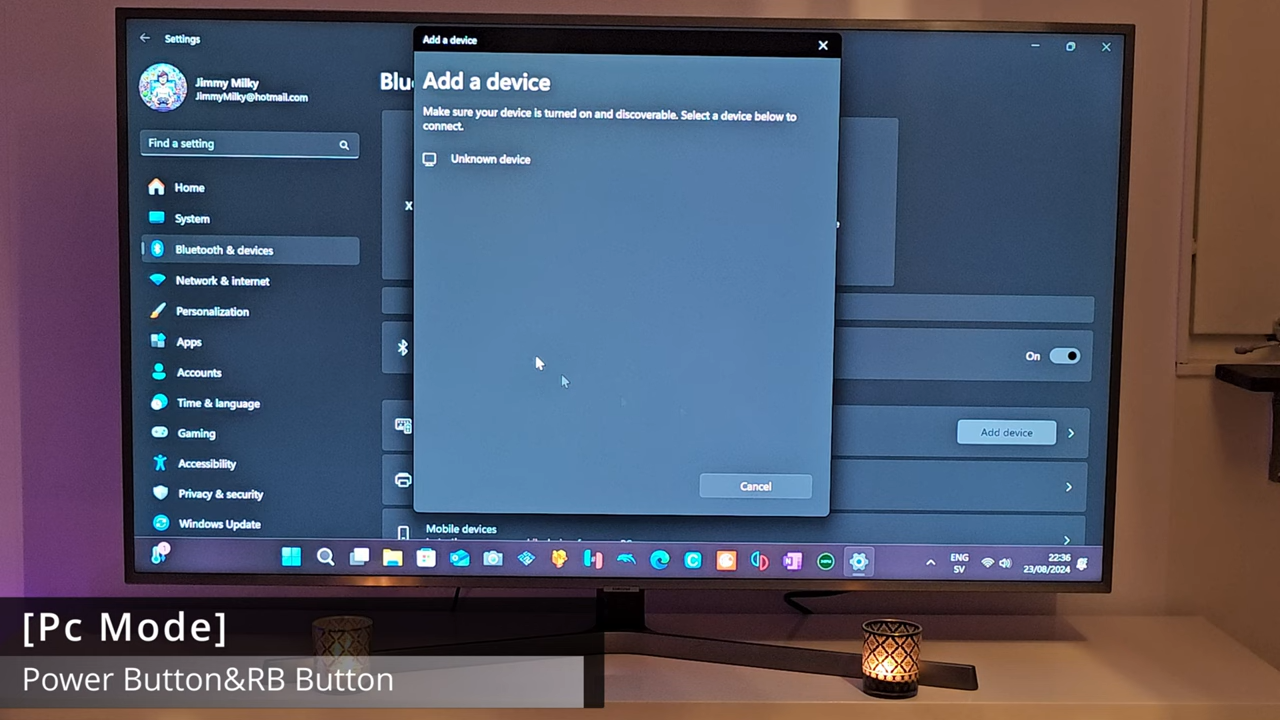 Settings
Jimmy Milky
JimmyMilky@hotmail.com
Find a setting
Home
System
Bluetooth & devices
Network & internet
Personalization
Apps
Accounts
Time & language
Gaming
Accessibility
Privacy & security
Windows Update
Blu
X
Add a device
Add a device
Make sure your device is turned on and discoverable. Select a device below to
connect.
Unknown device
Cancel
On
Add device
Mobile devices
ENG
SV
22:36
23/08/2024
[Pc Mode]
Power Button&RB Button